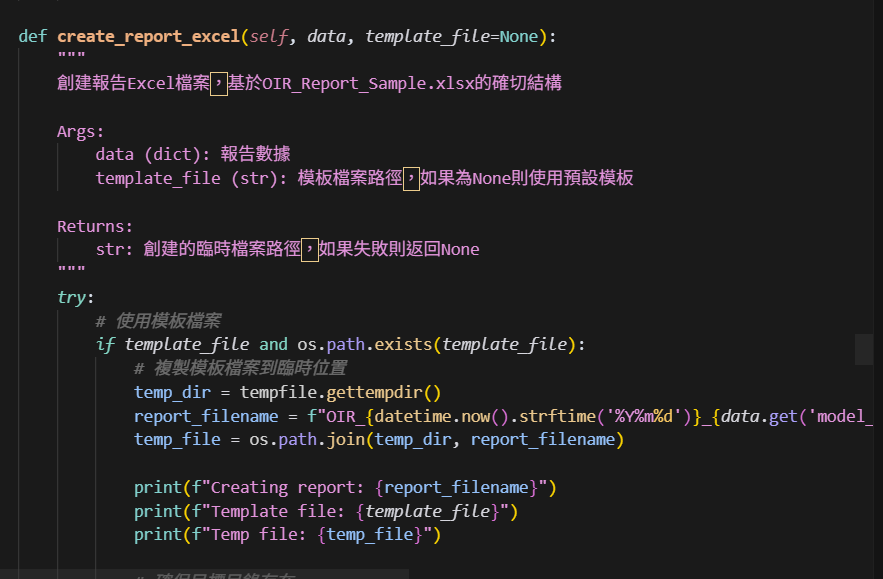 def create_report_excel(self, data, template_file=None):
"""
創建報告Excel檔案，基於OIR_Report_Sample.xlsx的確切結構
Args:
data (dict): 報告數據
template_file (str): 模板檔案路徑，如果為None則使用預設模板
Returns:
str: 創建的臨時檔案路徑，如果失敗則返回None
"""
try:
# 使用模板檔案
if template_file and os.path.exists(template_file):
# 複製模板檔案到臨時位置
temp_dir = tempfile.gettempdir()
report_filename = f"OIR_{datetime.now().strftime('%Y%m%d')}_{data.get('model_
temp_file = os.path.join(temp_dir, report_filename)
print(f"Creating report: {report_filename}")
print(f"Template file: {template_file}")
print(f"Temp file: {temp_file}")